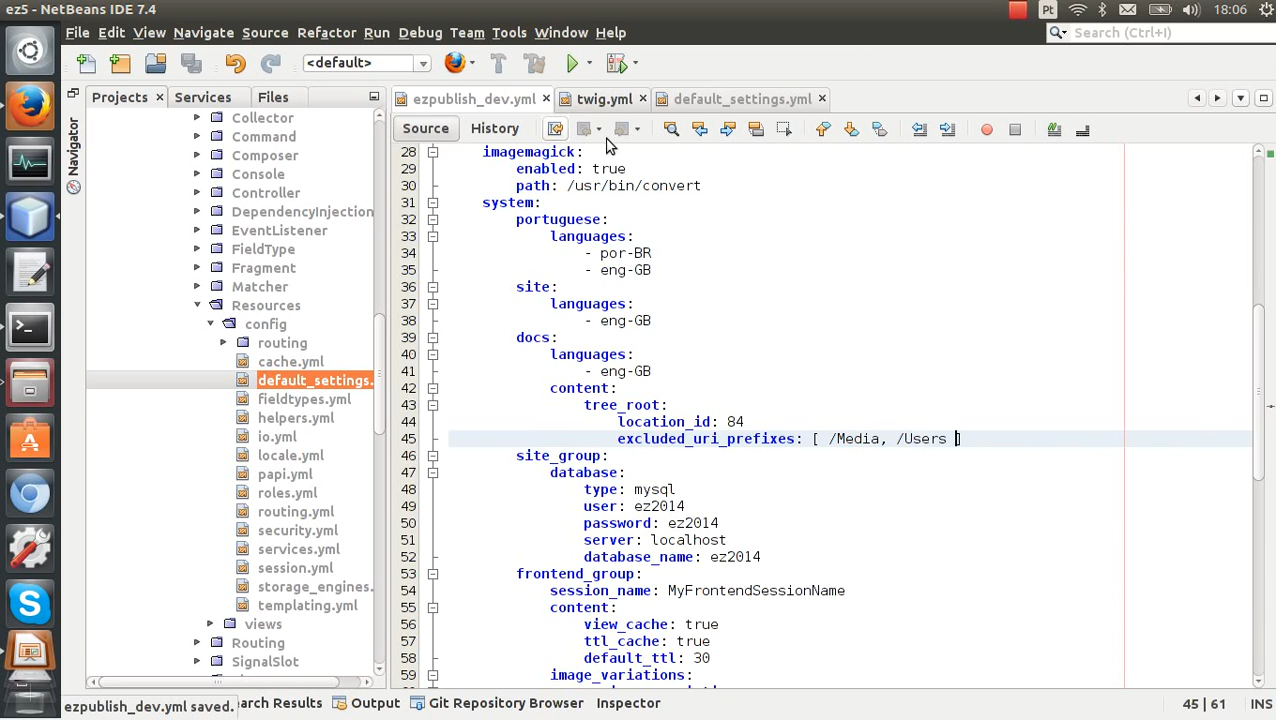 ez5 - NetBeans IDE 7.4
Pt
18:06
File Edit View Navigate Source Refactor Run Debug Team Tools Window Help
Search (Ctrl+I)
<default>
Projects Services Files
ezpublish_dev.yml twig.yml default_settings.yml
Navigator
Source History
Collector
Command
Composer
Console
Controller
DependencyInjection
EventListener
FieldType
Fragment
Matcher
Resources
config
routing
cache.yml
default_settings.
fieldtypes.yml
helpers.yml
io.yml
locale.yml
papi.yml
roles.yml
routing.yml
security.yml
services.yml
session.yml
storage_engines.
templating.yml
views
Routing
SignalSlot
28 imagemagick:
29 enabled: true
30 path: /usr/bin/convert
31 system:
32 portuguese:
33 languages:
34 - por-BR
35 - eng-GB
36 site:
37 languages:
38 - eng-GB
39 docs:
40 languages:
41 - eng-GB
42 content:
43 tree_root:
44 location_id: 84
45 excluded_uri_prefixes: [ /Media, /Users ]
46 site_group:
47 database:
48 type: mysql
49 user: ez2014
50 password: ez2014
51 server: localhost
52 database_name: ez2014
53 frontend_group:
54 session_name: MyFrontendSessionName
55 content:
56 view_cache: true
57 ttl_cache: true
58 default_ttl: 30
59 image_variations:
ezpublish_dev.yml saved.
arch Results Output Git Repository Browser Inspector
45 | 61 INS